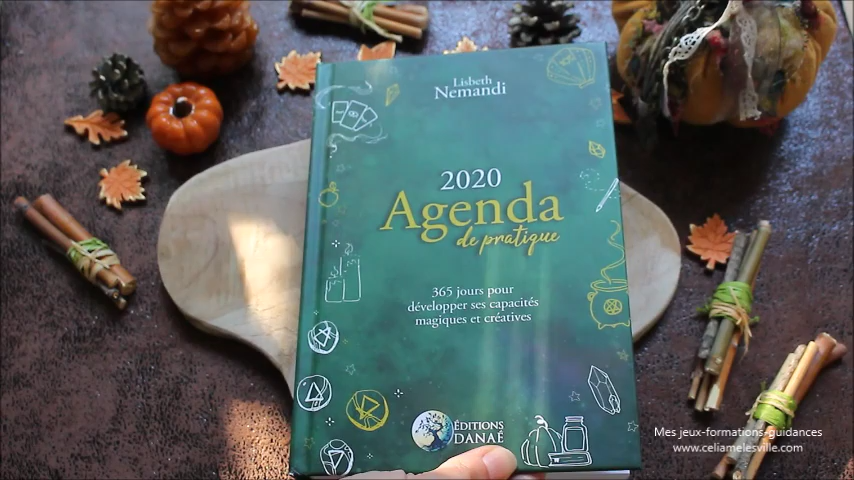 Lisbeth
Nemandi
2020
Agenda
de pratique
365 jours pour
développer ses capacités
magiques et créatives
ÉDITIONS
DANAÉ
Mes jeux-formations-guidances
www.celiamelesville.com